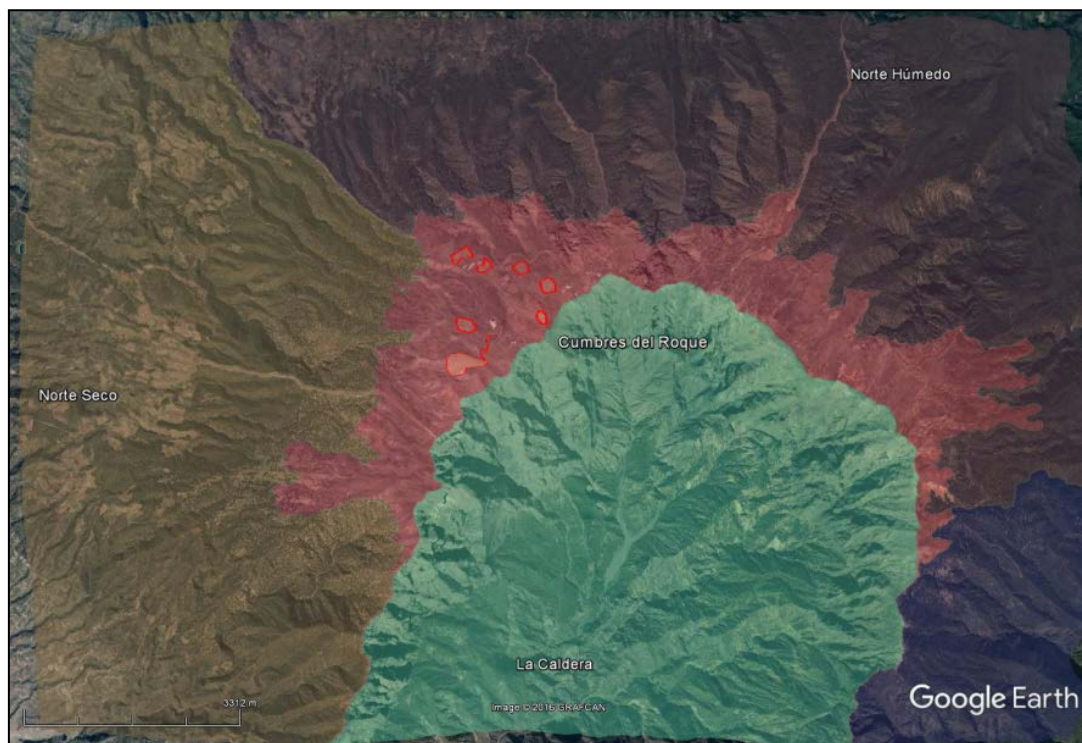 Norte Húmedo
Cumbres del Roque
Norte Seco
La Caldera
3312 m
Image © 2016 GRAFCAN
Google Earth